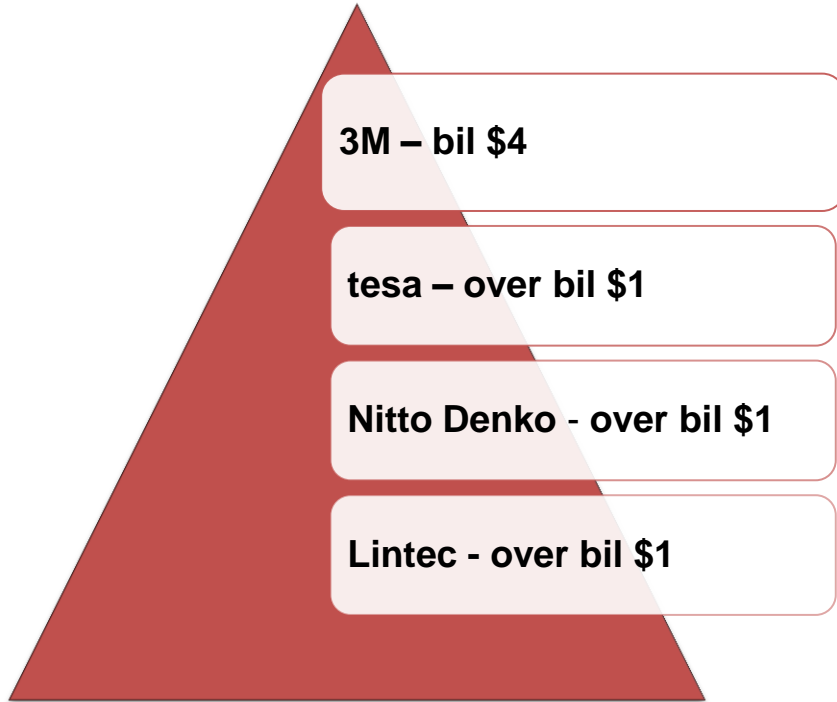 3M – bil $4
tesa – over bil $1
Nitto Denko - over bil $1
Lintec - over bil $1